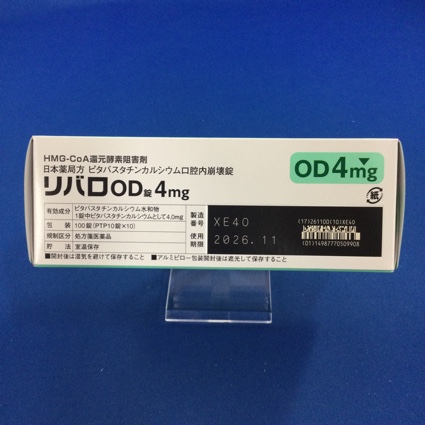 HMG-CoA還元酵素阻害剤
日本薬局方 ピタバスタチンカルシウム口腔内崩壊錠
リバロOD錠4mg
OD4mg
紙
有効成分 ピタバスタチンカルシウム水和物
1錠中ピタバスタチンカルシウムとして4.0mg
包装 100錠(PTP10錠×10)
規制区分 処方箋医薬品
貯法 室温保存
製造番号 XE40
使用期限 2026.11
(17)261100(10)XE40
(01)14987770509908
■開封後は湿気を避けて保存すること ■アルミピロー包装開封後は遮光して保存すること